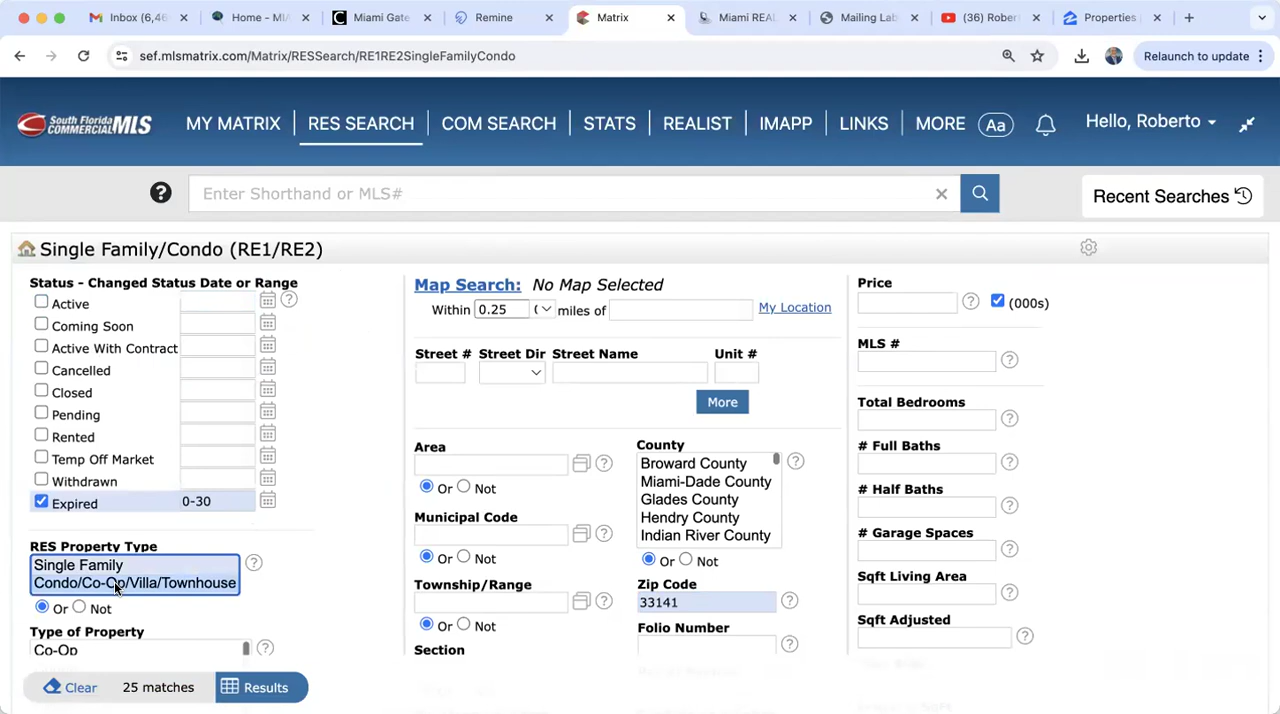 Inbox (6,46
Home - MI
Miami Gate
Remine
Matrix
Miami REAL
Mailing Lab
(36) Rober
Properties
sef.mlsmatrix.com/Matrix/RESSearch/RE1RE2SingleFamilyCondo
Relaunch to update
South Florida
COMMERCIAL MLS
MY MATRIX
RES SEARCH
COM SEARCH
STATS
REALIST
IMAPP
LINKS
MORE
Aa
Hello, Roberto
?
Enter Shorthand or MLS#
Recent Searches
Single Family/Condo (RE1/RE2)
Status - Changed Status Date or Range
Active
Coming Soon
Active With Contract
Cancelled
Closed
Pending
Rented
Temp Off Market
Withdrawn
Expired 0-30
RES Property Type
Single Family
Condo/Co-Op/Villa/Townhouse
Or Not
Type of Property
Co-Op
Clear
25 matches
Results
Map Search: No Map Selected
Within 0.25 miles of
My Location
Street # Street Dir Street Name Unit #
More
Area
Or Not
Municipal Code
Or Not
Township/Range
Or Not
Section
County
Broward County
Miami-Dade County
Glades County
Hendry County
Indian River County
Or Not
Zip Code
33141
Folio Number
Price
(000s)
MLS #
Total Bedrooms
# Full Baths
# Half Baths
# Garage Spaces
Sqft Living Area
Sqft Adjusted